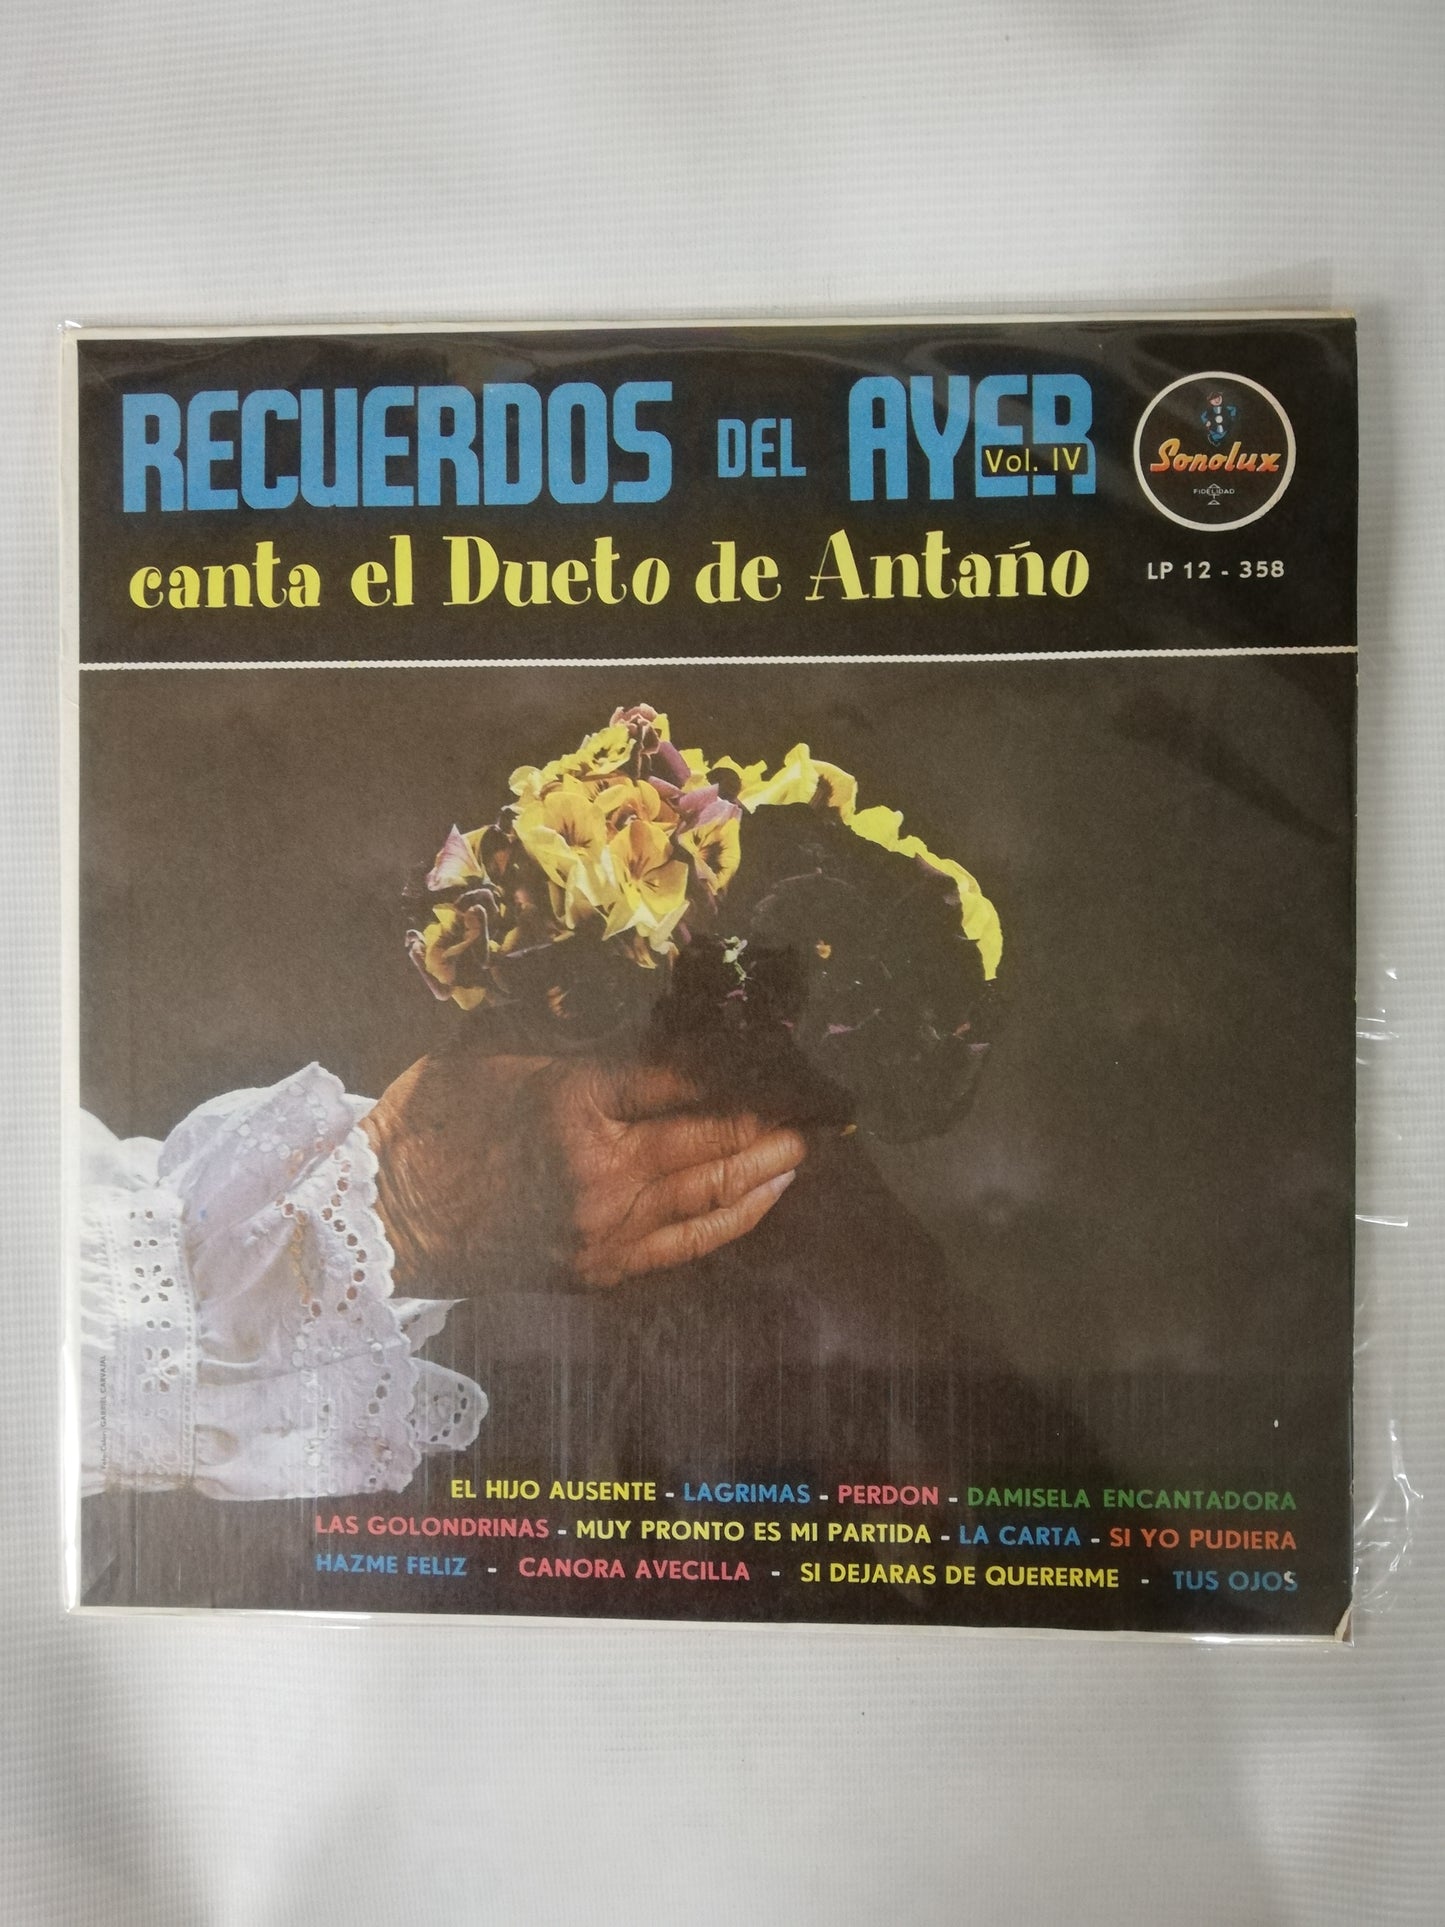 RECUERDOS DEL AYER
Vol. IV
Sonolux
FIDELIDAD
canta el Dueto de Antaño
LP 12 - 358
GABRIEL CARVAJAL
EL HIJO AUSENTE - LAGRIMAS - PERDON - DAMISELA ENCANTADORA
LAS GOLONDRINAS - MUY PRONTO ES MI PARTIDA - LA CARTA - SI YO PUDIERA
HAZME FELIZ - CANORA AVECILLA - SI DEJARAS DE QUERERME - TUS OJOS